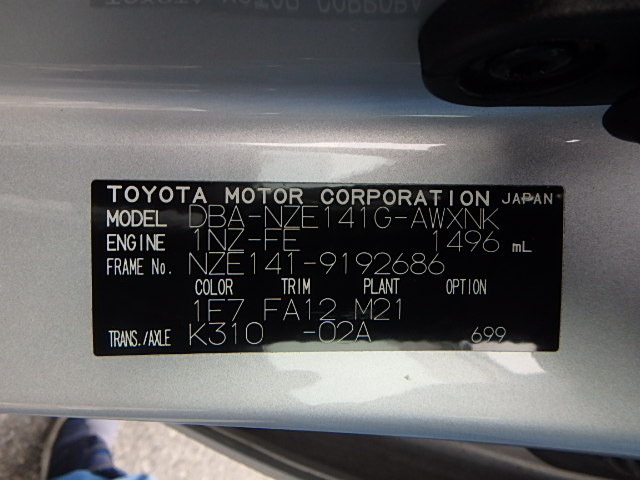 TOYOTA MOTOR CORPORATION JAPAN
MODEL DBA-NZE141G-AWXNK
ENGINE 1NZ-FE 1496 mL
FRAME No. NZE141-9192686
COLOR TRIM PLANT OPTION
1F7 FA12 M21
TRANS./AXLE K310 -02A 699